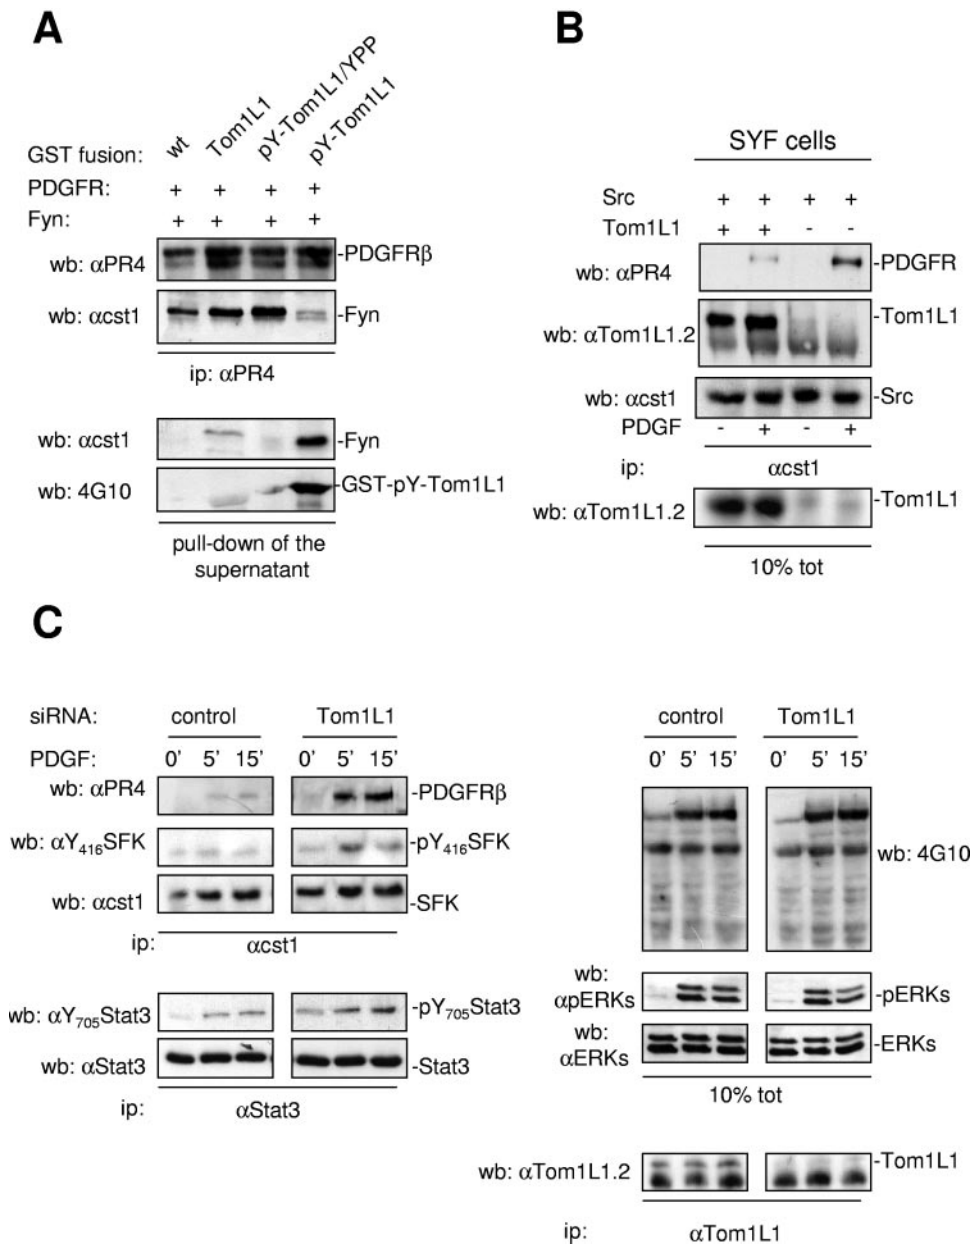 A
GST fusion: wt Tom1L1 pY-Tom1L1/YPP pY-Tom1L1
PDGFR: + + + +
Fyn: + + + +
wb: αPR4 -PDGFRβ
wb: αcst1 -Fyn
ip: αPR4
wb: αcst1 -Fyn
wb: 4G10 -GST-pY-Tom1L1
pull-down of the
supernatant
B
SYF cells
Src + + + +
Tom1L1 + + - -
wb: αPR4 -PDGFR
wb: αTom1L1.2 -Tom1L1
wb: αcst1 -Src
PDGF - + - +
ip: αcst1
wb: αTom1L1.2 -Tom1L1
10% tot
C
siRNA: control Tom1L1
PDGF: 0’ 5’ 15’ 0’ 5’ 15’
wb: αPR4 -PDGFRβ
wb: αY416SFK -pY416SFK
wb: αcst1 -SFK
ip: αcst1
wb: αY705Stat3 -pY705Stat3
wb: αStat3 -Stat3
ip: αStat3
control Tom1L1
0’ 5’ 15’ 0’ 5’ 15’
wb: 4G10
wb:
αpERKs -pERKs
wb:
αERKs -ERKs
10% tot
wb: αTom1L1.2 -Tom1L1
ip: αTom1L1